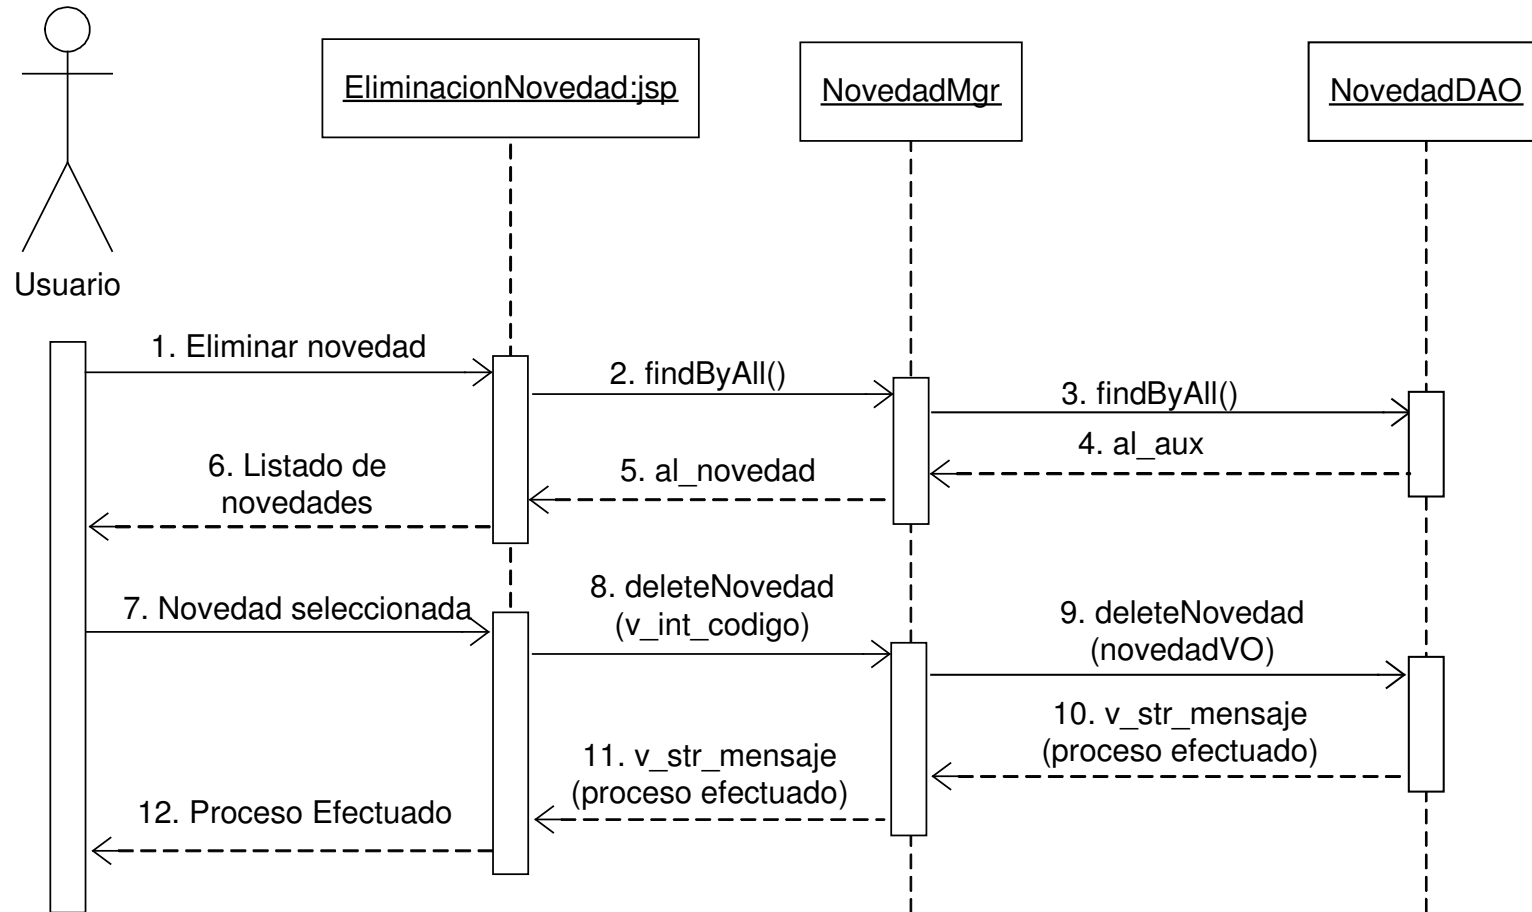 EliminacionNovedad:jsp
NovedadMgr
NovedadDAO
Usuario
1. Eliminar novedad
2. findByAll()
3. findByAll()
4. al_aux
5. al_novedad
6. Listado de
novedades
7. Novedad seleccionada
8. deleteNovedad
(v_int_codigo)
9. deleteNovedad
(novedadVO)
10. v_str_mensaje
(proceso efectuado)
11. v_str_mensaje
(proceso efectuado)
12. Proceso Efectuado